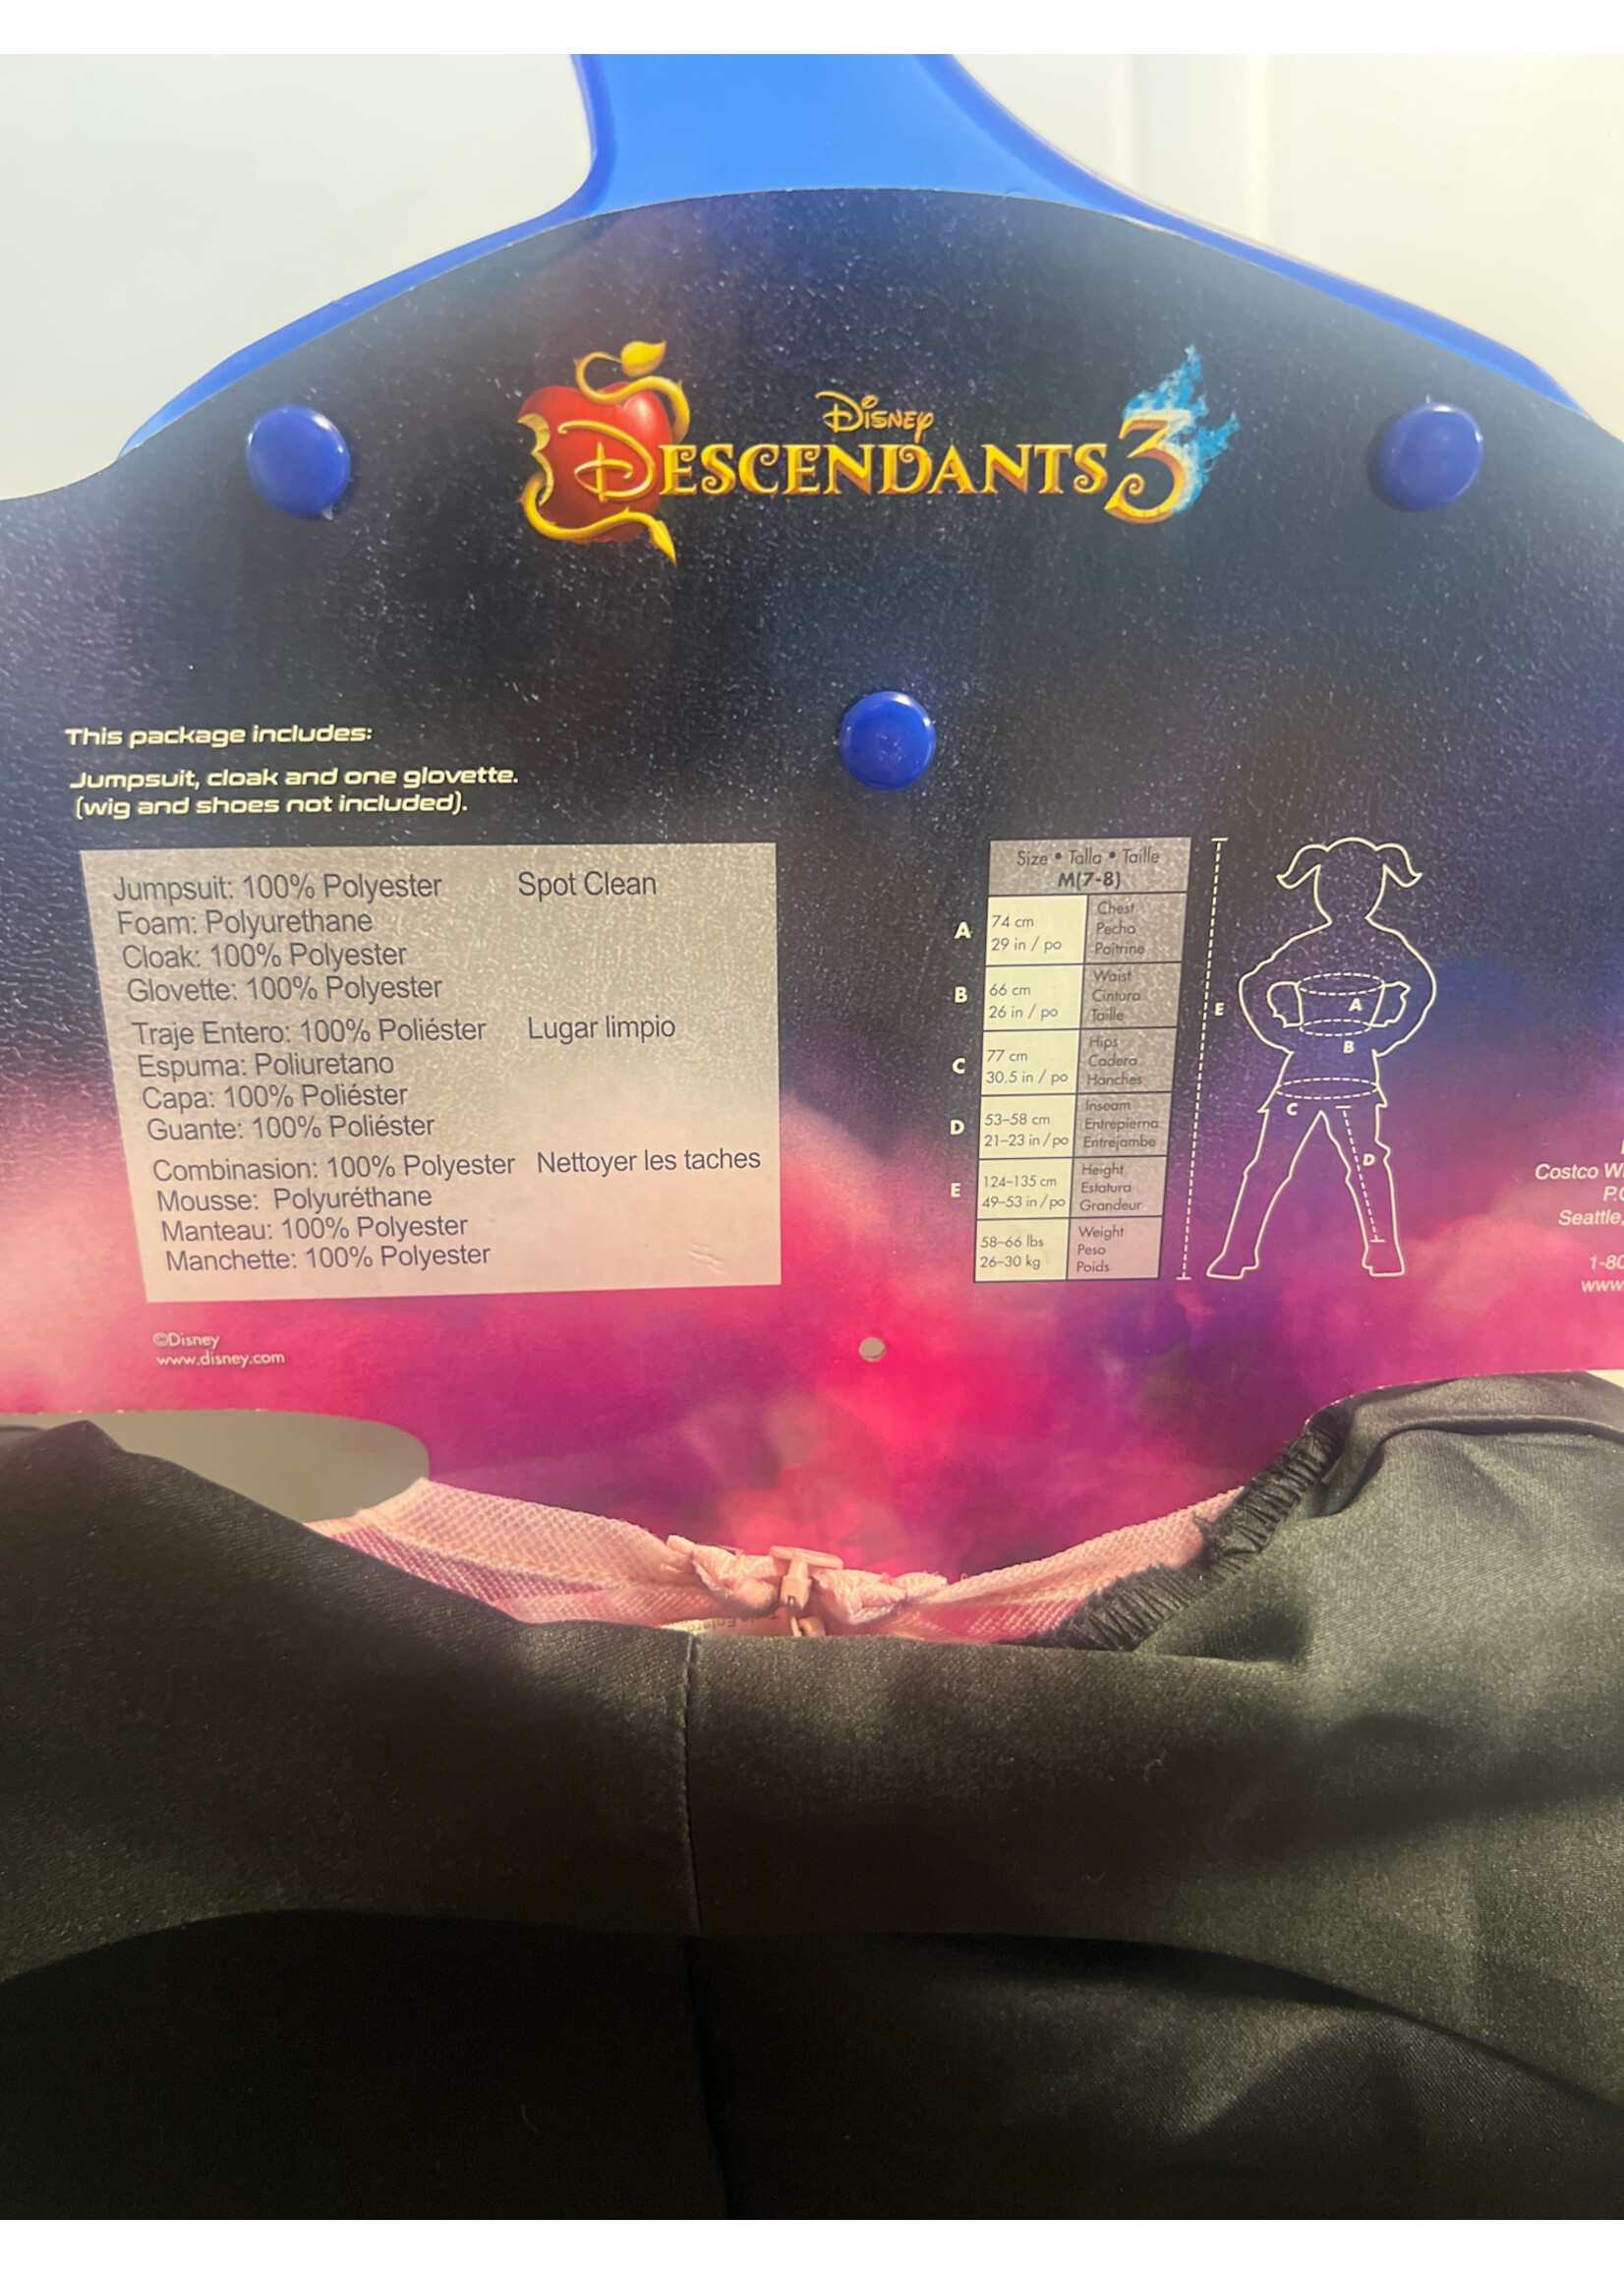 Disney
DESCENDANTS 3
This package includes:
Jumpsuit, cloak and one glovette.
(wig and shoes not included).
Jumpsuit: 100% Polyester Spot Clean
Foam: Polyurethane
Cloak: 100% Polyester
Glovette: 100% Polyester
Traje Entero: 100% Poliéster Lugar limpio
Espuma: Poliuretano
Capa: 100% Poliéster
Guante: 100% Poliéster
Combinasion: 100% Polyester Nettoyer les taches
Mousse: Polyuréthane
Manteau: 100% Polyester
Manchette: 100% Polyester
©Disney
www.disney.com
Size • Talla • Taille
M(7-8)
A
74 cm
29 in / po
Chest
Pecho
Poitrine
B
66 cm
26 in / po
Waist
Cintura
Taille
C
77 cm
30.5 in / po
Hips
Cadera
Hanches
D
53–58 cm
21–23 in/po
Inseam
Entrepierna
Entrejambe
E
124–135 cm
49–53 in/po
Height
Estatura
Grandeur
58–66 lbs
26–30 kg
Weight
Peso
Poids
E
A
B
C
D
Costco
Seattle,
1-80
www.